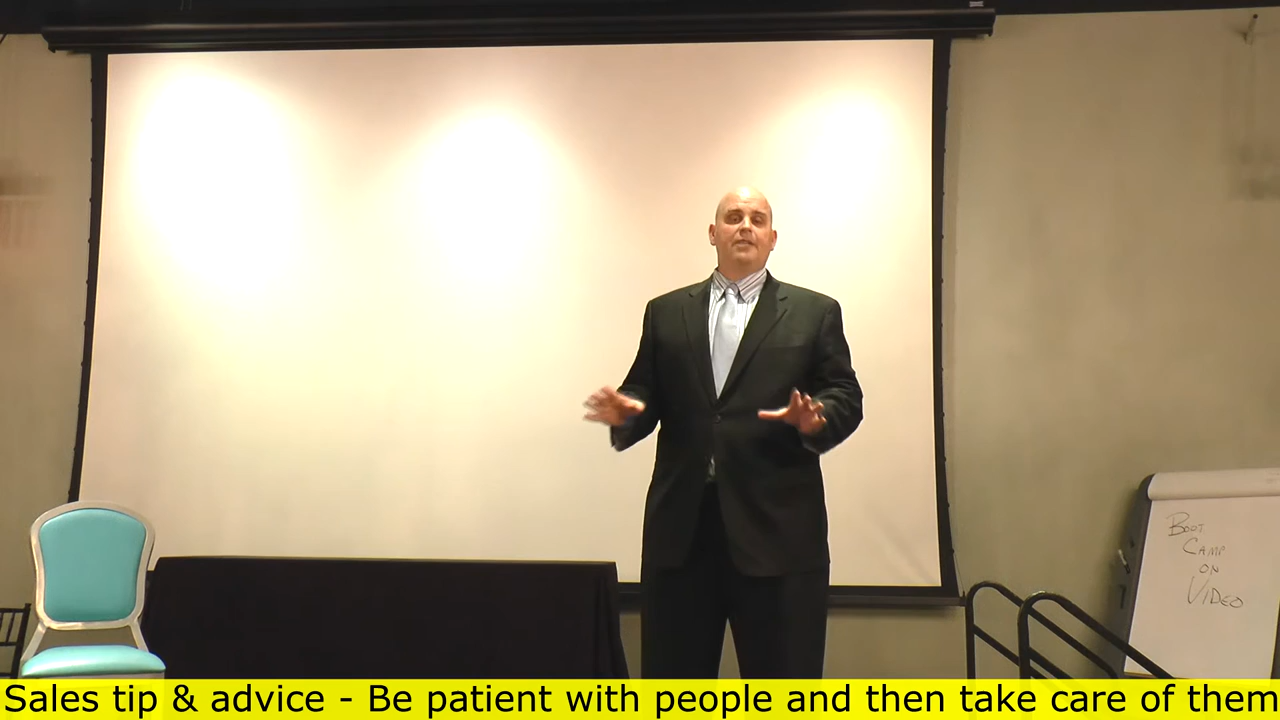 Boot
Camp
on
Video
Sales tip & advice - Be patient with people and then take care of them